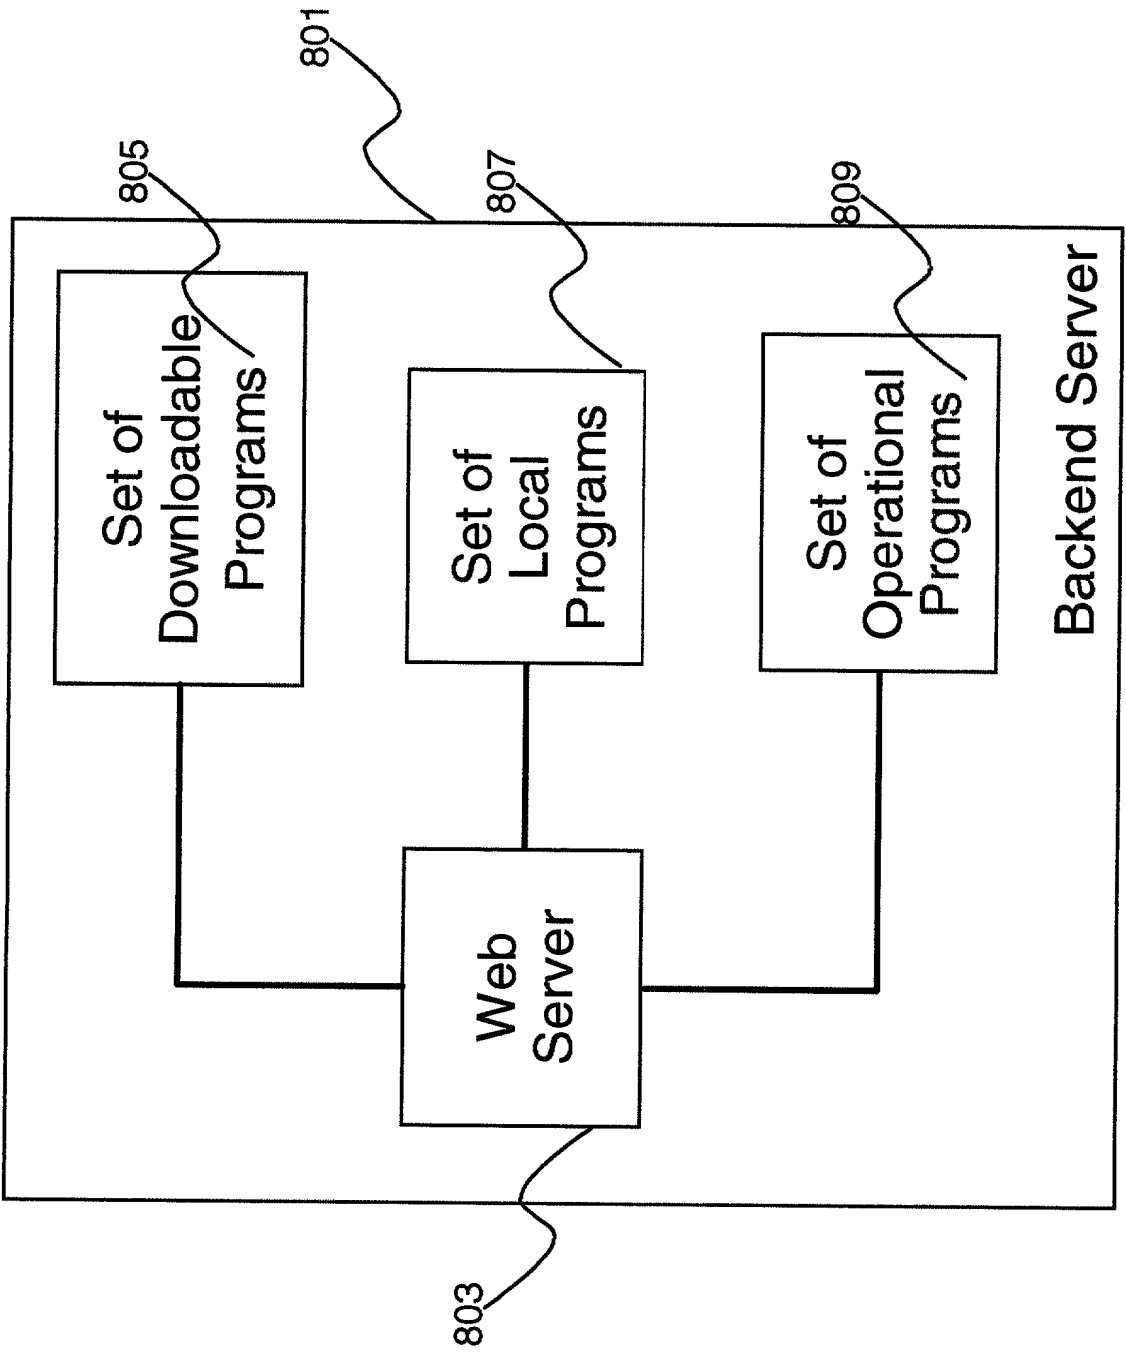 801
805
Set of
Downloadable
Programs
807
Set of
Local
Programs
809
Set of
Operational
Programs
Web
Server
803
Backend Server